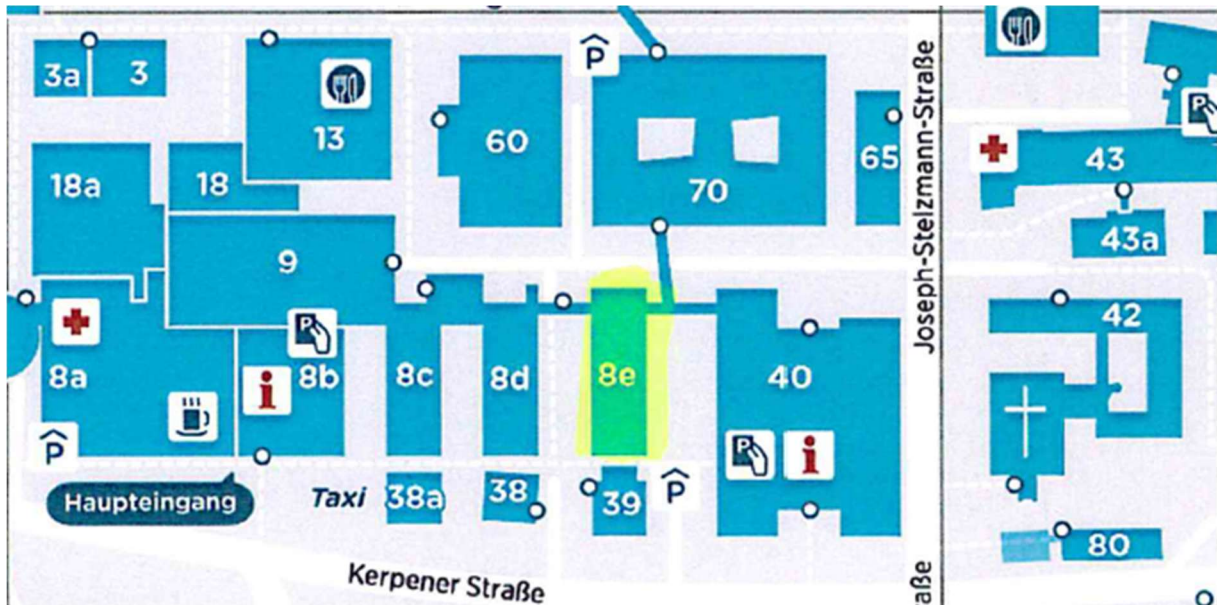 3a
3
13
P
60
70
65
18a
18
9
8a
8b
8c
8d
8e
40
P
P
i
P
i
P
P
Haupteingang
Taxi
38a
38
39
Kerpener Straße
Joseph-Stelzmann-Straße
aße
43
P
43a
42
80